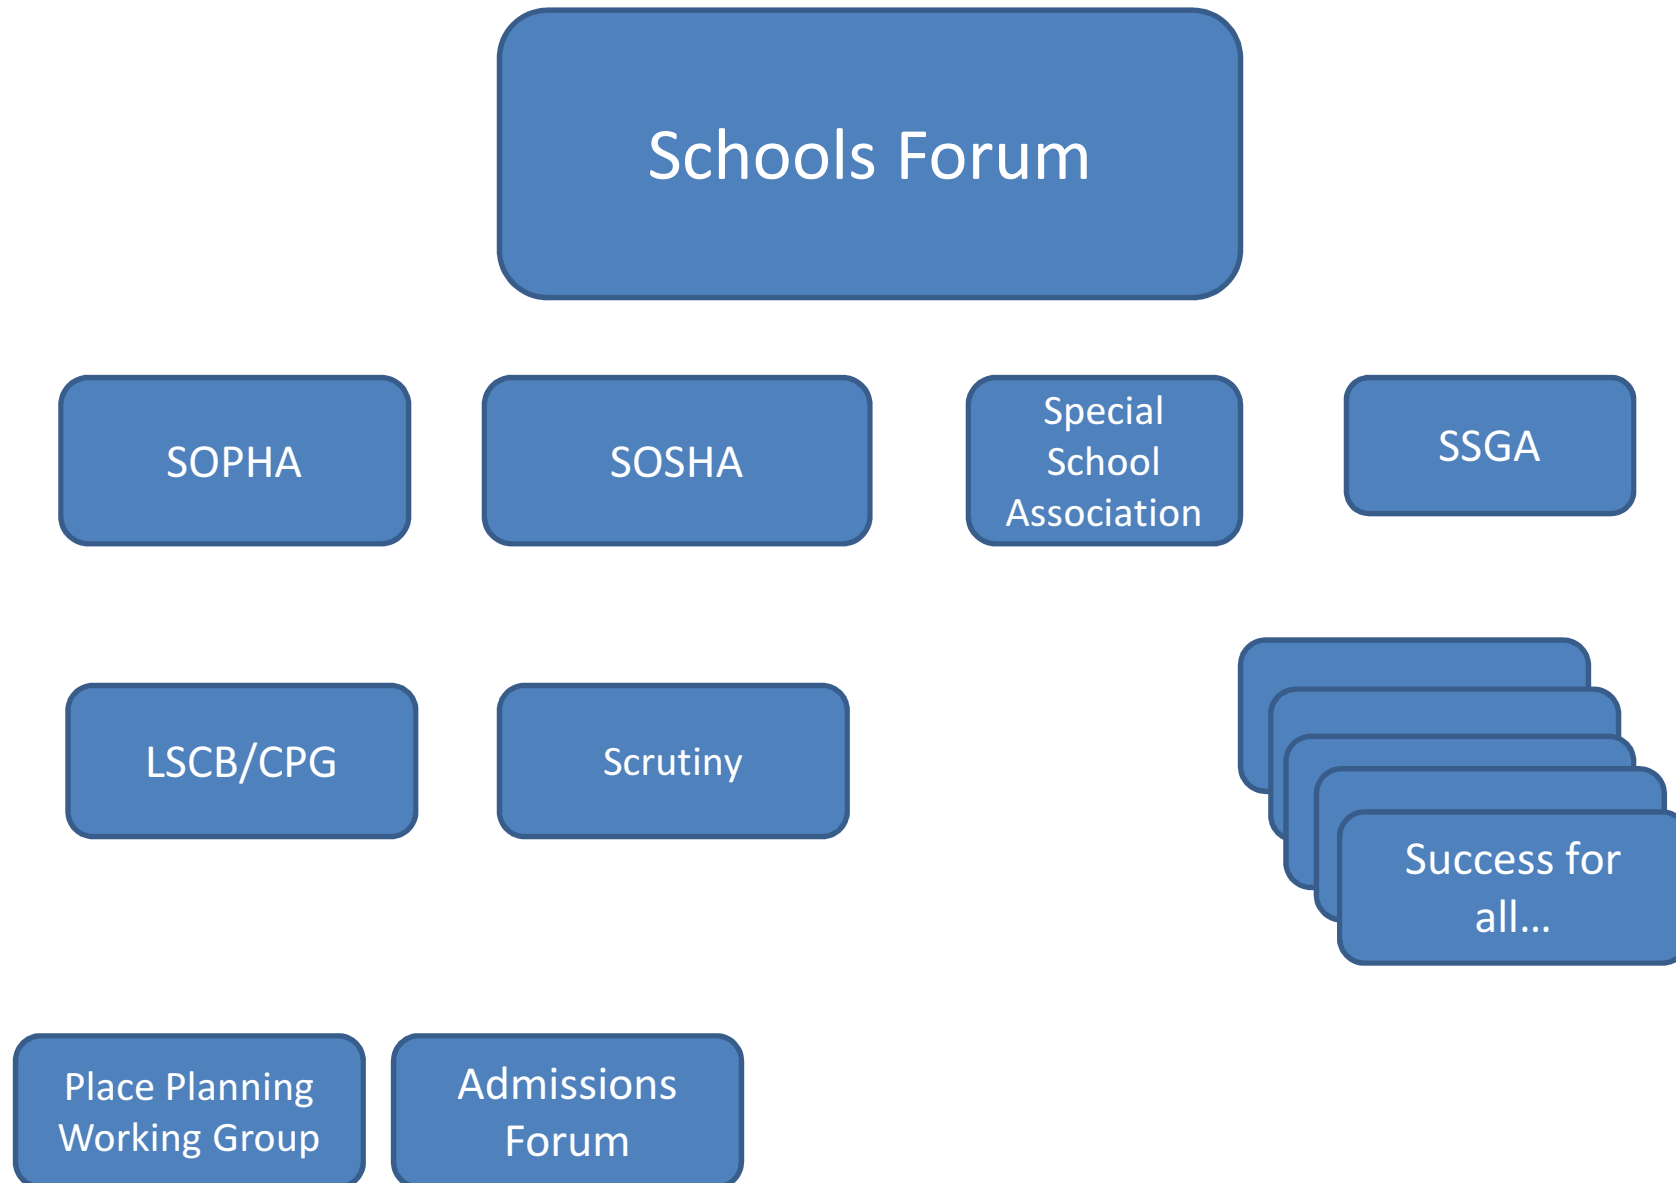 Schools Forum
SOPHA
SOSHA
Special
School
Association
SSGA
LSCB/CPG
Scrutiny
Success for
all…
Place Planning
Working Group
Admissions
Forum